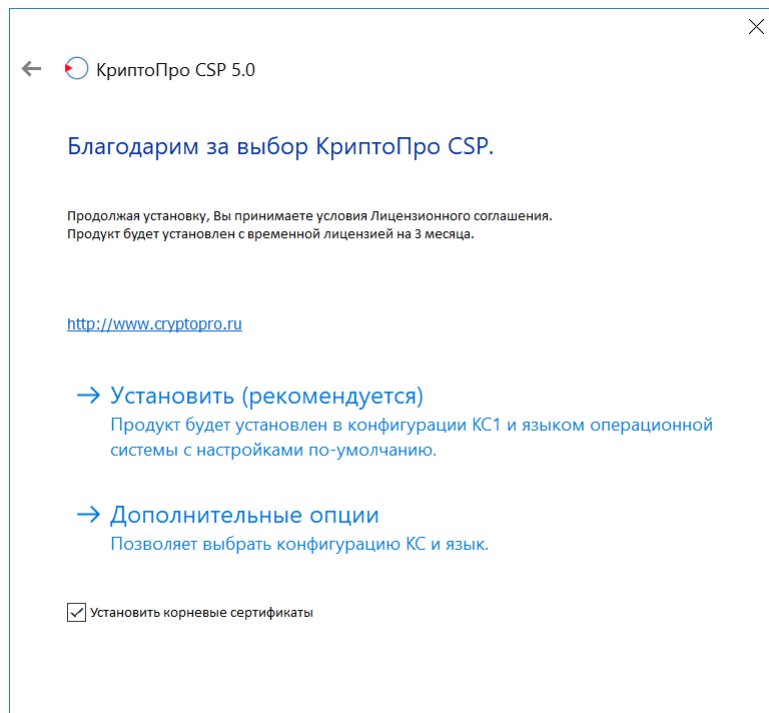 КриптоПро CSP 5.0
Благодарим за выбор КриптоПро CSP.
Продолжая установку, Вы принимаете условия Лицензионного соглашения.
Продукт будет установлен с временной лицензией на 3 месяца.
http://www.cryptopro.ru
Установить (рекомендуется)
Продукт будет установлен в конфигурации КС1 и языком операционной
системы с настройками по-умолчанию.
Дополнительные опции
Позволяет выбрать конфигурацию КС и язык.
Установить корневые сертификаты